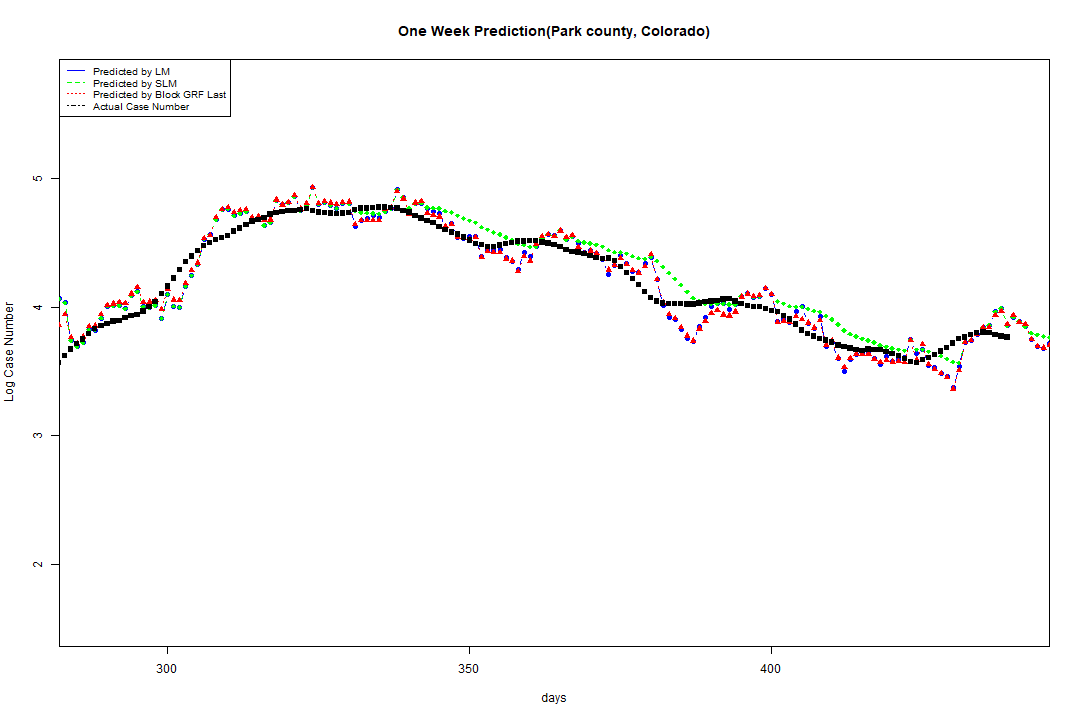 One Week Prediction(Park county, Colorado)
Predicted by LM
Predicted by SLM
Predicted by Block GRF Last
Actual Case Number
5
4
3
2
Log Case Number
300 350 400
days